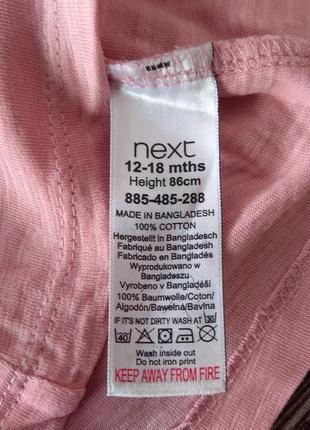 next
12-18 mths
Height 86cm
885-485-288
MADE IN BANGLADESH
100% COTTON
Hergestellt in Bangladesch
Fabriqué au Bangladesh
Fabricado en Bangladés
Wyprodukowano w
Bangladeszu
Vyrobeno v Bangladéši
100% Baumwolle/Coton/
Algodón/Bawełna/Bavlna
IF IT'S NOT DIRTY WASH AT 30
40
Wash inside out
Do not iron print
KEEP AWAY FROM FIRE